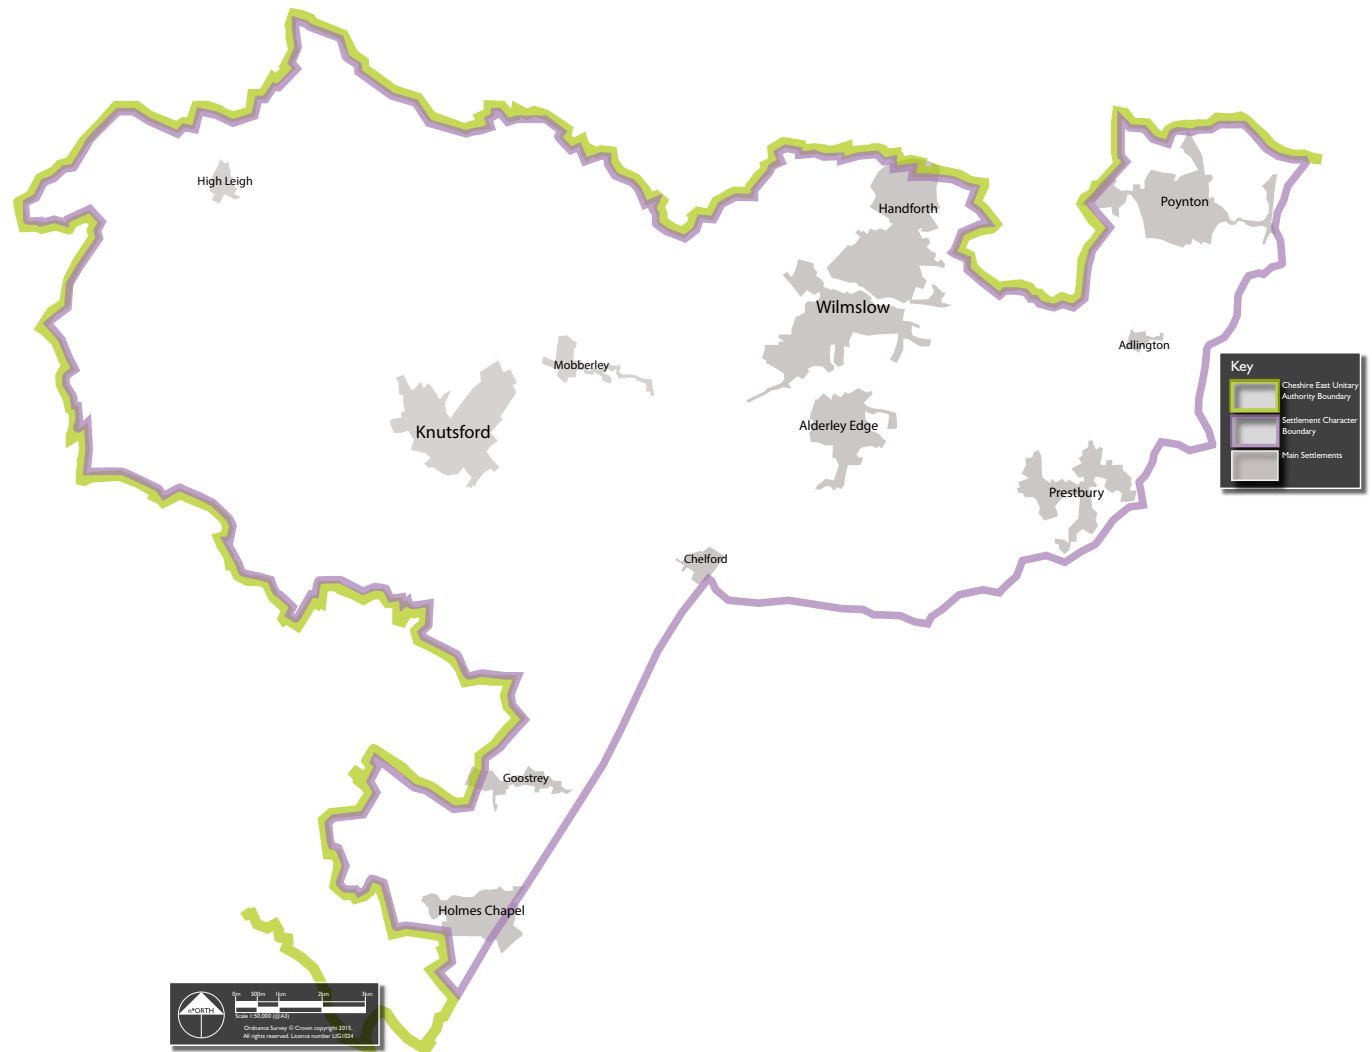 High Leigh
Handforth
Poynton
Wilmslow
Adlington
Mobberley
Knutsford
Alderley Edge
Prestbury
Chelford
Goostrey
Holmes Chapel
Key
Cheshire East Unitary
Authority Boundary
Settlement Character
Boundary
Main Settlements
n*ORTH
0m 500m 1km 2km 3km
Scale 1:50,000 (@A3)
Ordnance Survey © Crown copyright 2015.
All rights reserved. Licence number LIG1024